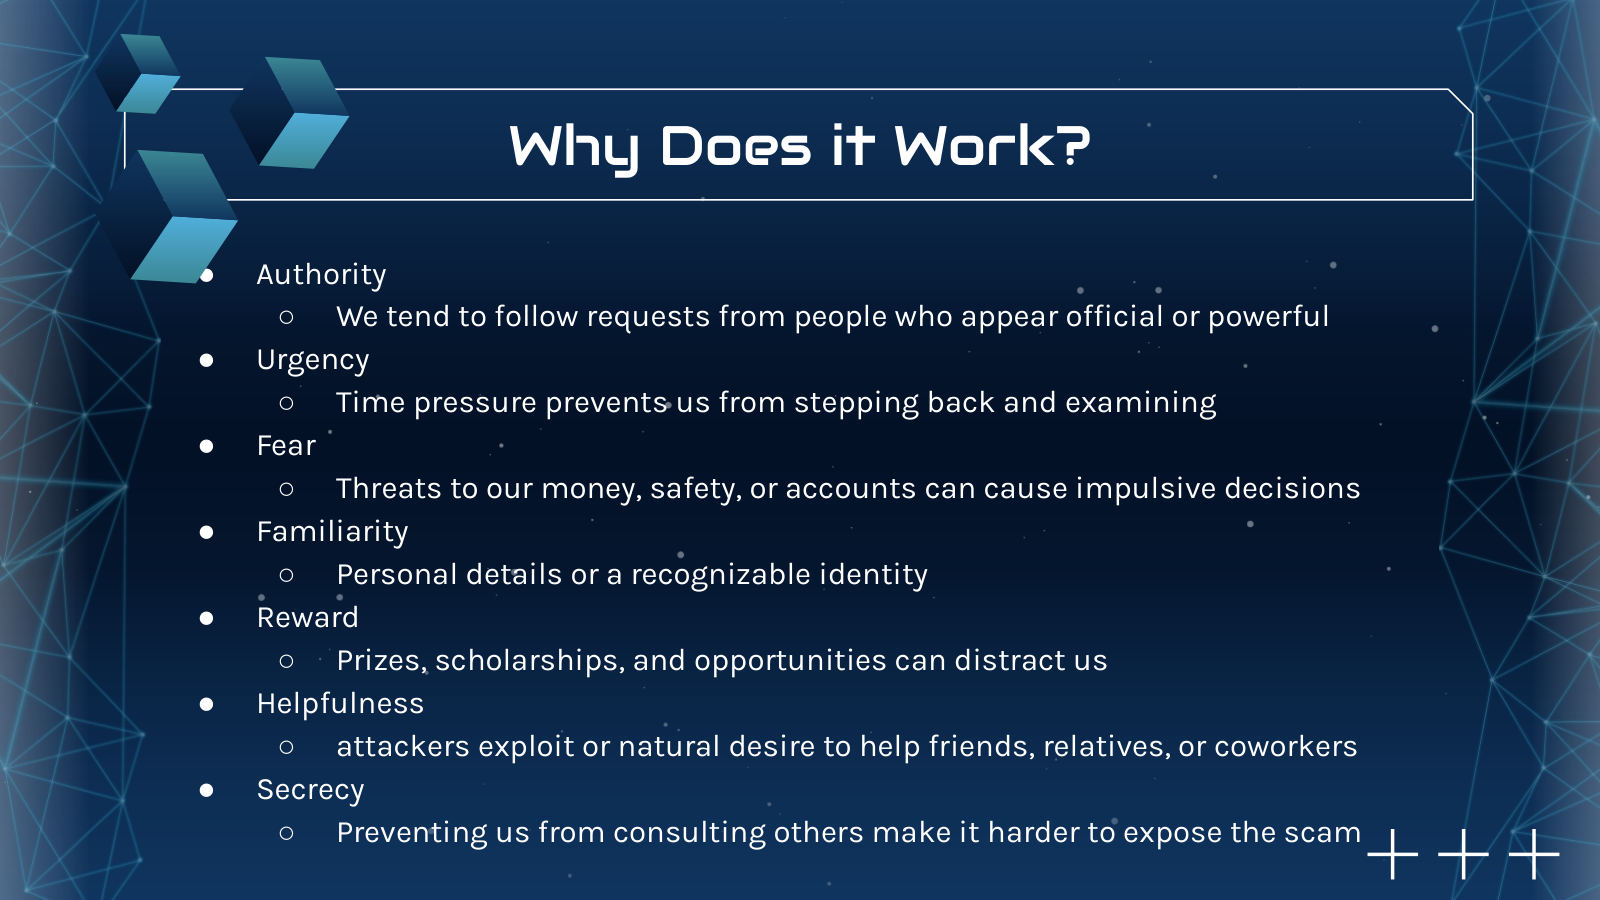 Why Does it Work?
● Authority
○ We tend to follow requests from people who appear official or powerful
● Urgency
○ Time pressure prevents us from stepping back and examining
● Fear
○ Threats to our money, safety, or accounts can cause impulsive decisions
● Familiarity
○ Personal details or a recognizable identity
● Reward
○ Prizes, scholarships, and opportunities can distract us
● Helpfulness
○ attackers exploit or natural desire to help friends, relatives, or coworkers
● Secrecy
○ Preventing us from consulting others make it harder to expose the scam